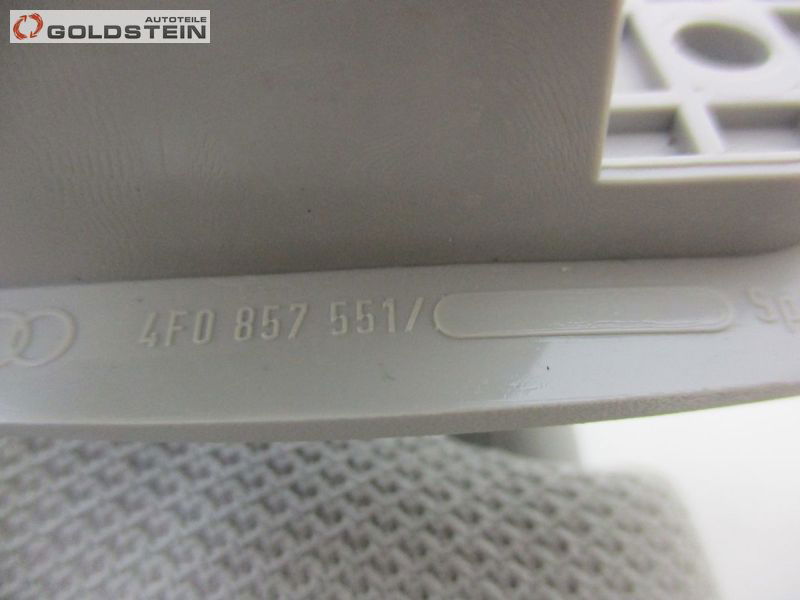 AUTOTEILE
GOLDSTEIN
4F0 857 551/